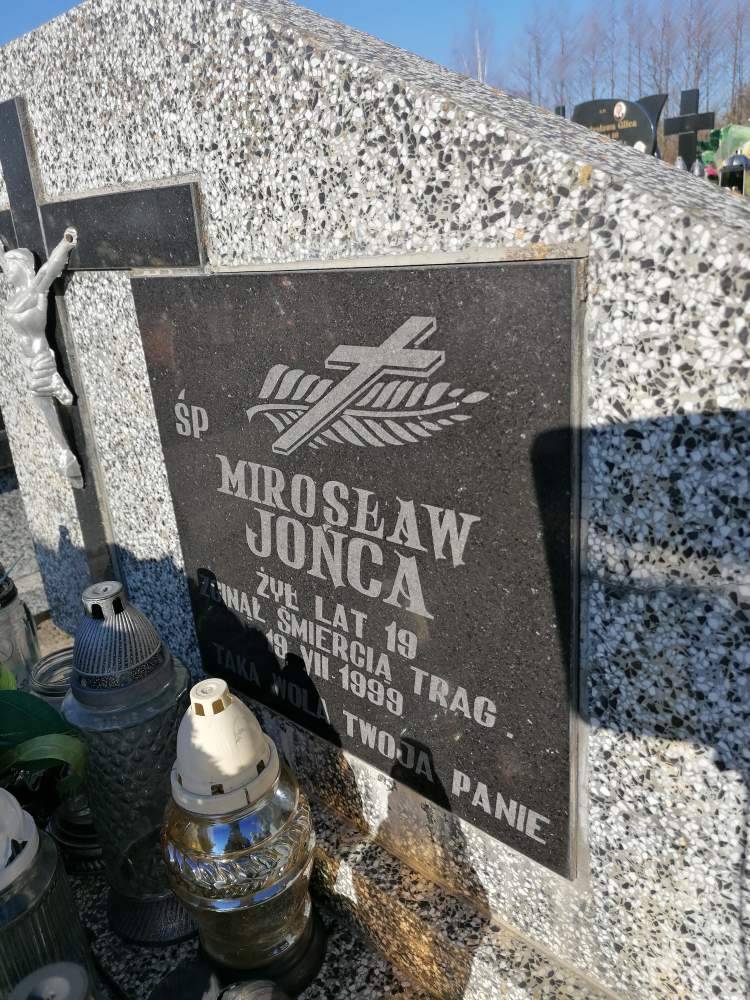 ŚP
MIROSŁAW
JOŃCA
ŻYŁ LAT 19
ZGINĄŁ ŚMIERCIĄ TRAG.
19 VII 1999
TAKA WOLA TWOJA PANIE